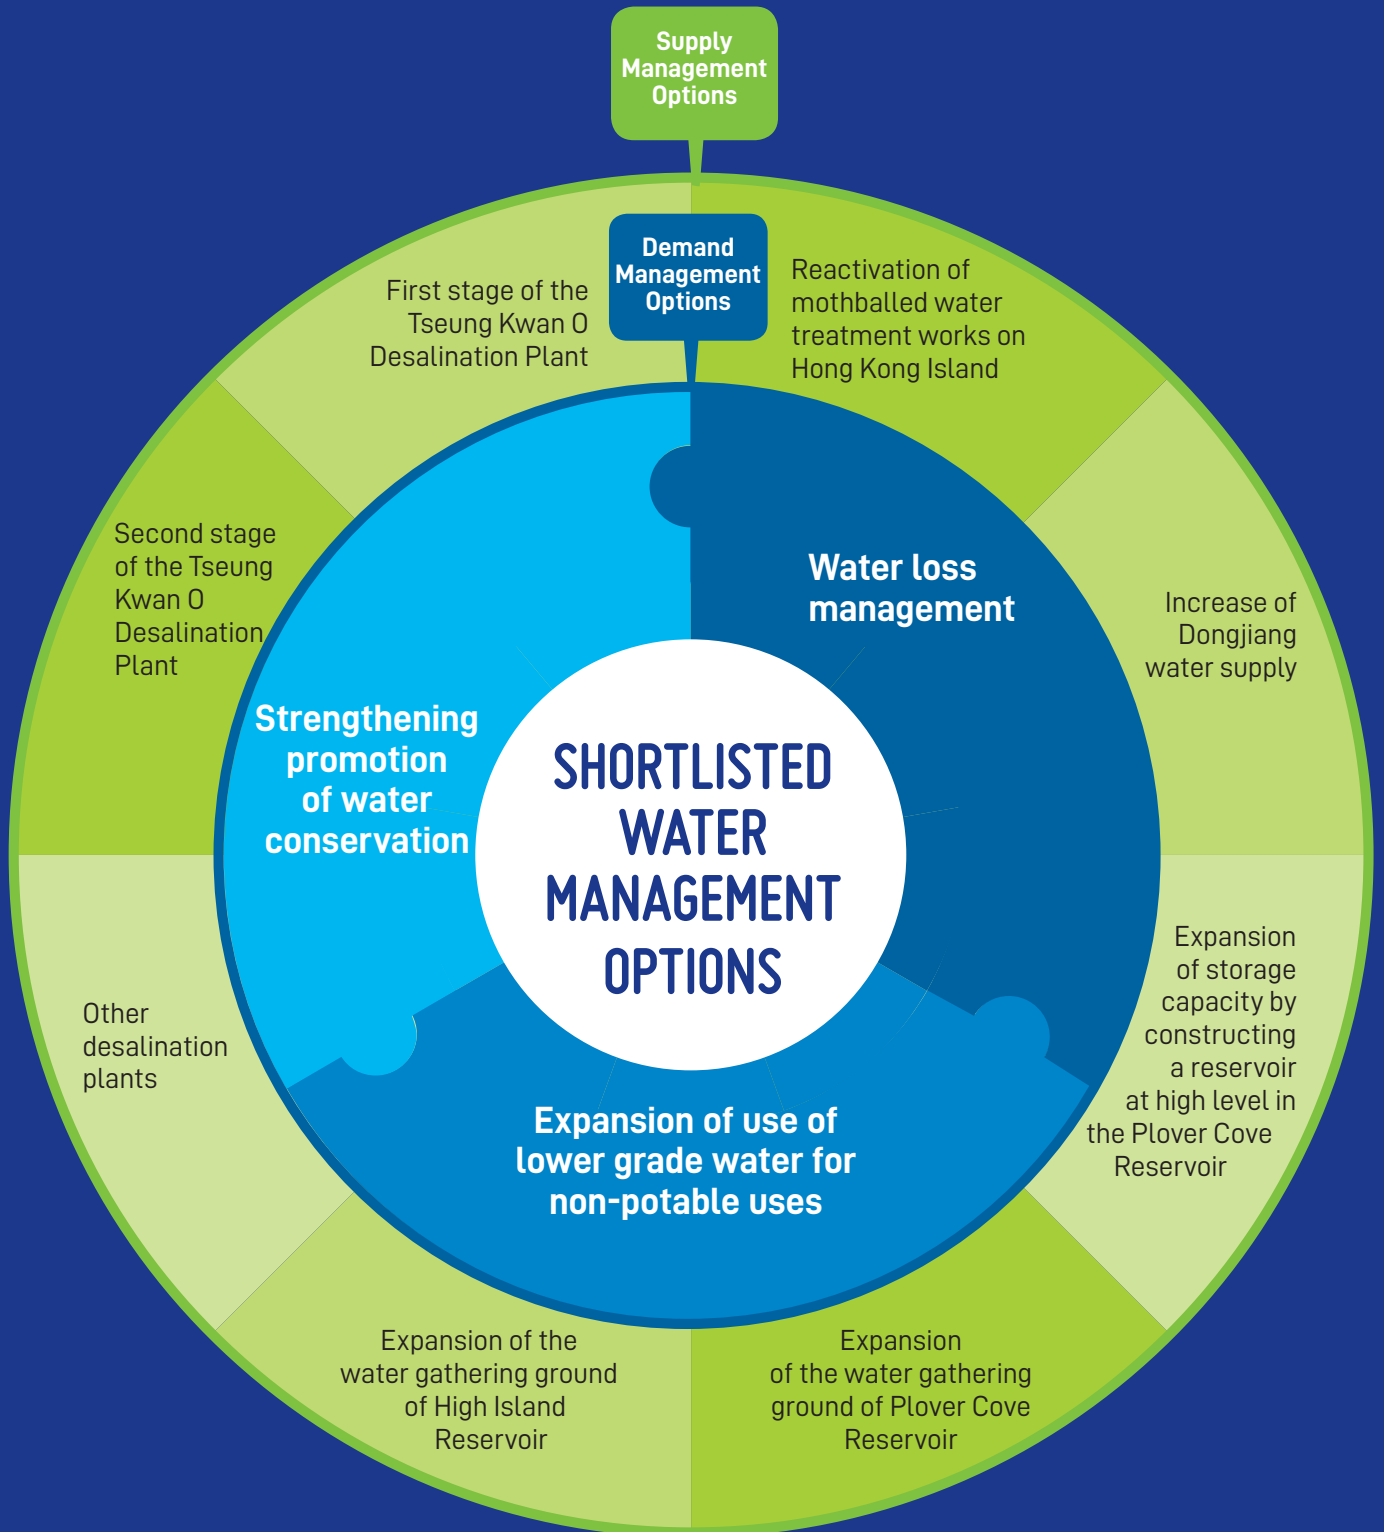 Supply
Management
Options
Demand
Management
Options
First stage of the
Tseung Kwan O
Desalination Plant
Reactivation of
mothballed water
treatment works on
Hong Kong Island
Second stage
of the Tseung
Kwan O
Desalination
Plant
Water loss
management
Increase of
Dongjiang
water supply
Strengthening
promotion
of water
conservation
SHORTLISTED
WATER
MANAGEMENT
OPTIONS
Other
desalination
plants
Expansion
of storage
capacity by
constructing
a reservoir
at high level in
the Plover Cove
Reservoir
Expansion of use of
lower grade water for
non-potable uses
Expansion of the
water gathering ground
of High Island
Reservoir
Expansion
of the water gathering
ground of Plover Cove
Reservoir